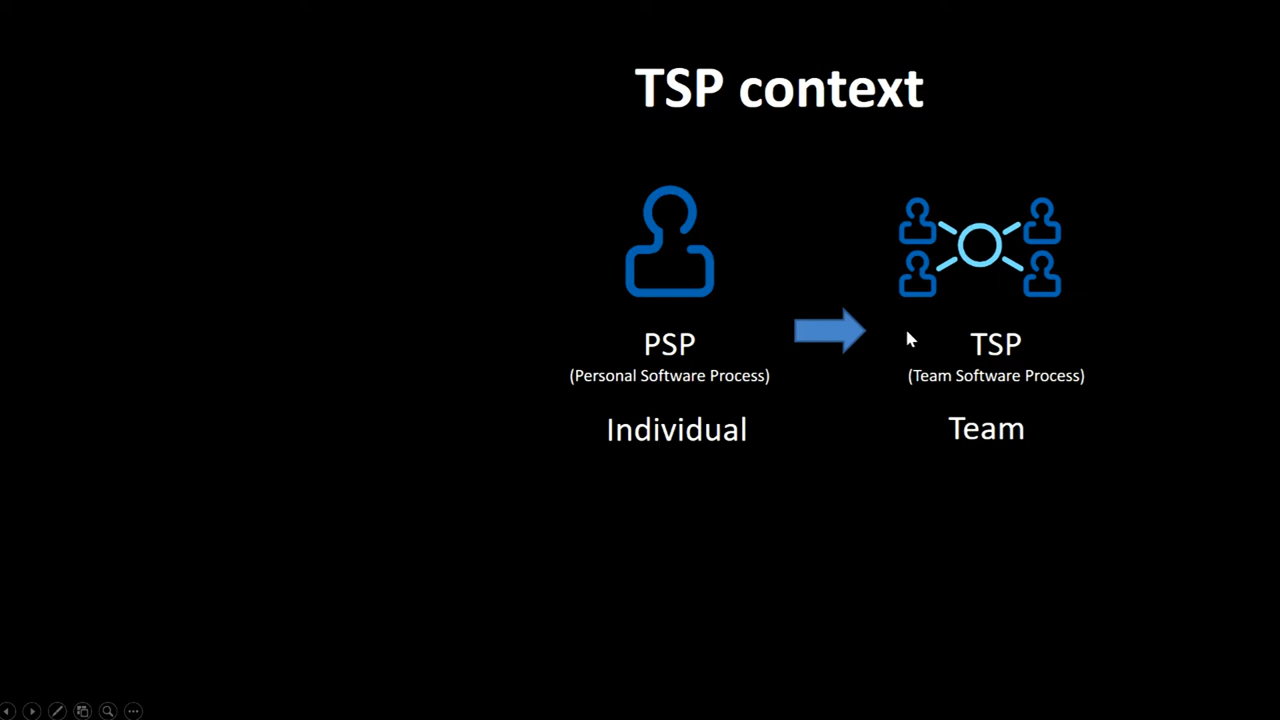 TSP context
PSP
(Personal Software Process)
Individual
TSP
(Team Software Process)
Team